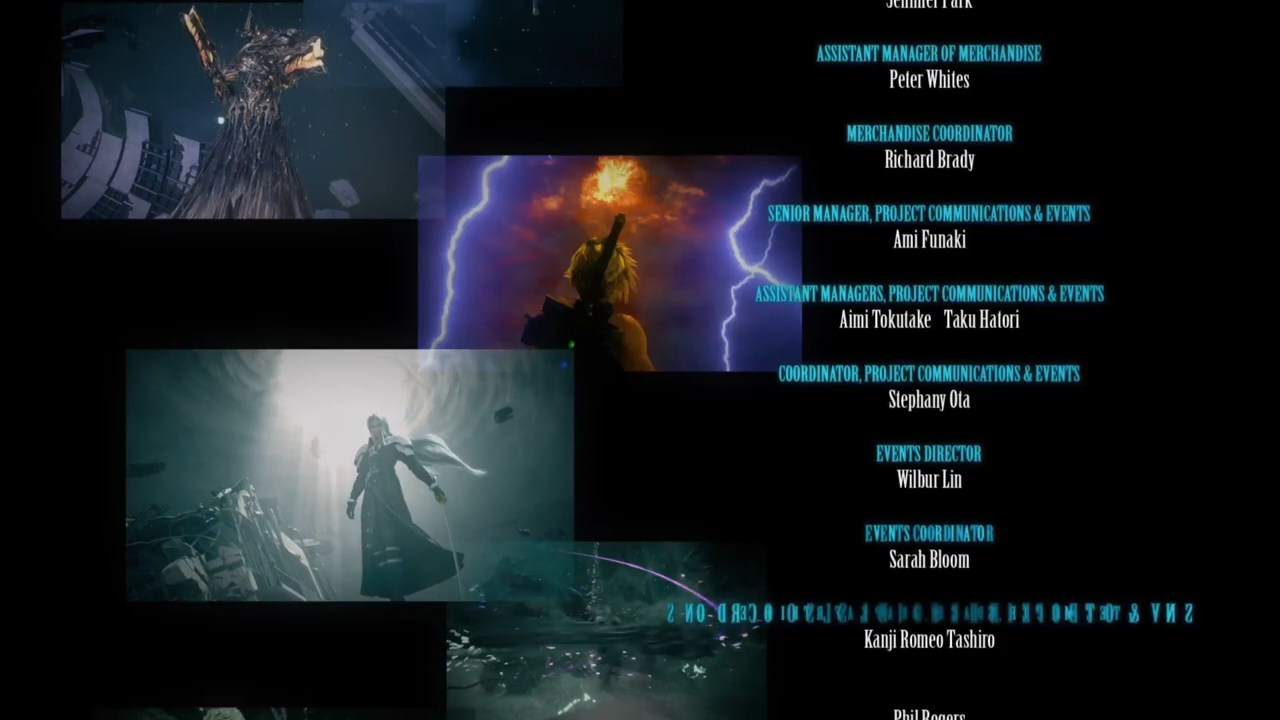 ASSISTANT MANAGER OF MERCHANDISE
Peter Whites
MERCHANDISE COORDINATOR
Richard Brady
SENIOR MANAGER, PROJECT COMMUNICATIONS & EVENTS
Ami Funaki
ASSISTANT MANAGERS, PROJECT COMMUNICATIONS & EVENTS
Aimi Tokutake Taku Hatori
COORDINATOR, PROJECT COMMUNICATIONS & EVENTS
Stephany Ota
EVENTS DIRECTOR
Wilbur Lin
EVENTS COORDINATOR
Sarah Bloom
Kanji Romeo Tashiro
Phil Rogers